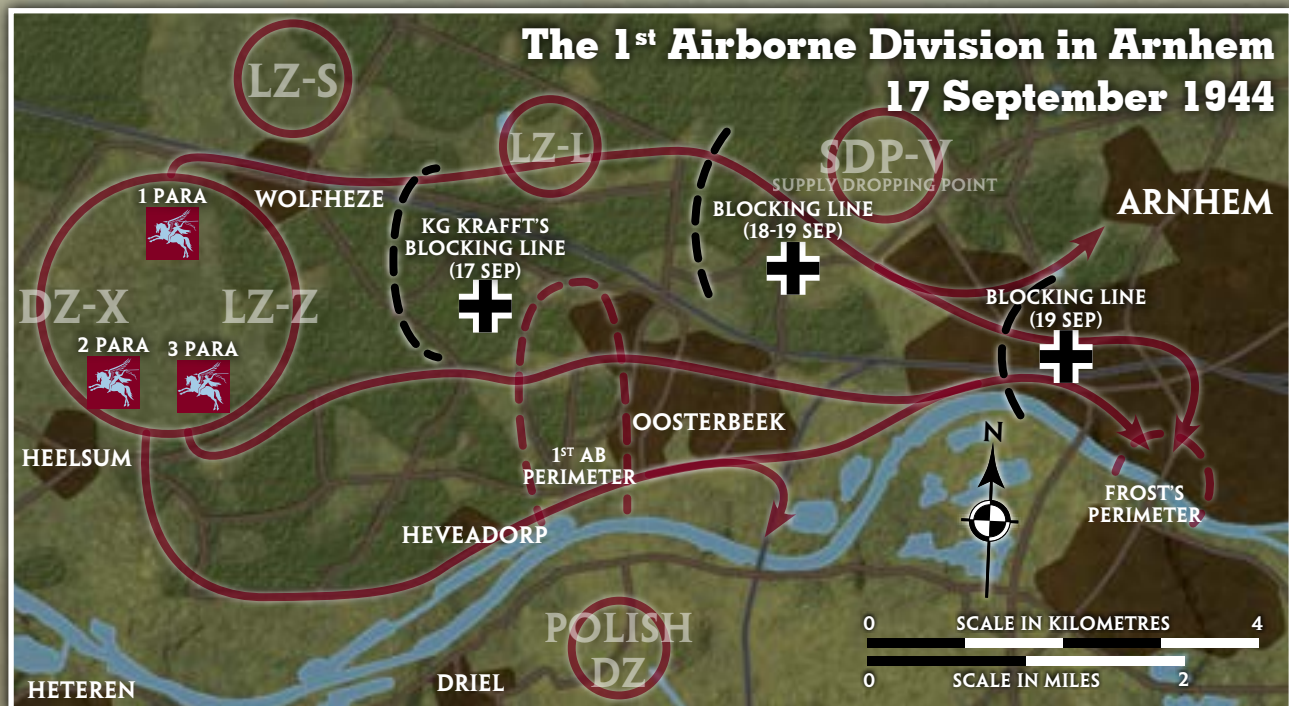 The 1st Airborne Division in Arnhem
17 September 1944
LZ-S
LZ-L
SDP-V
SUPPLY DROPPING POINT
1 PARA
WOLFHEZE
ARNHEM
KG KRAFFT'S
BLOCKING LINE
(17 SEP)
BLOCKING LINE
(18-19 SEP)
DZ-X
LZ-Z
BLOCKING LINE
(19 SEP)
2 PARA
3 PARA
OOSTERBEEK
HEELSUM
1ST AB
PERIMETER
N
FROST'S
PERIMETER
HEVEADORP
POLISH
DZ
0
SCALE IN KILOMETRES
4
0
SCALE IN MILES
2
HETEREN
DRIEL